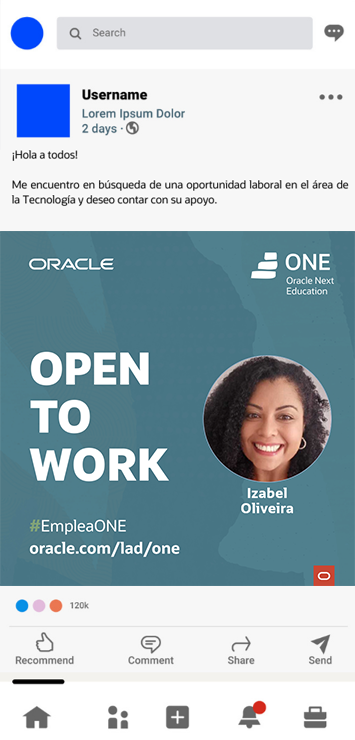 Search
Username
Lorem Ipsum Dolor
2 days ·
¡Hola a todos!
Me encuentro en búsqueda de una oportunidad laboral en el área de
la Tecnología y deseo contar con su apoyo.
ORACLE
ONE
Oracle Next
Education
OPEN
TO
WORK
Izabel
Oliveira
#EmpleaONE
oracle.com/lad/one
120k
Recommend
Comment
Share
Send